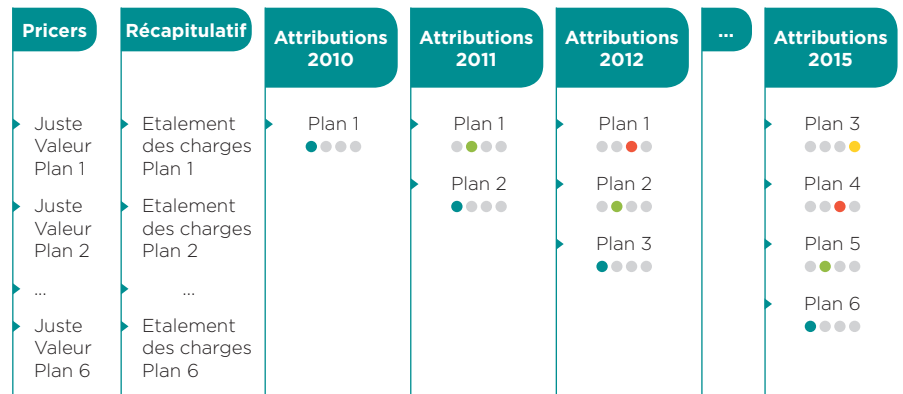 Pricers
Juste
Valeur
Plan 1
Juste
Valeur
Plan 2
...
Juste
Valeur
Plan 6
Récapitulatif
Etalement
des charges
Plan 1
Etalement
des charges
Plan 2
...
Etalement
des charges
Plan 6
Attributions
2010
Plan 1
Attributions
2011
Plan 1
Plan 2
Attributions
2012
Plan 1
Plan 2
Plan 3
...
Attributions
2015
Plan 3
Plan 4
Plan 5
Plan 6